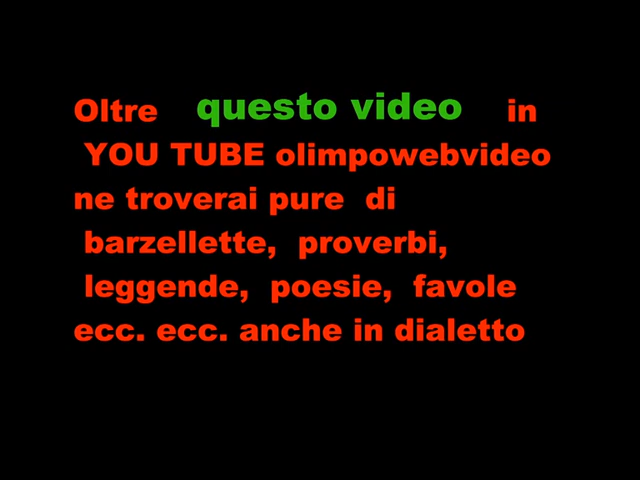 Oltre questo video in
YOU TUBE olimpowebvideo
ne troverai pure di
barzellette, proverbi,
leggende, poesie, favole
ecc. ecc. anche in dialetto